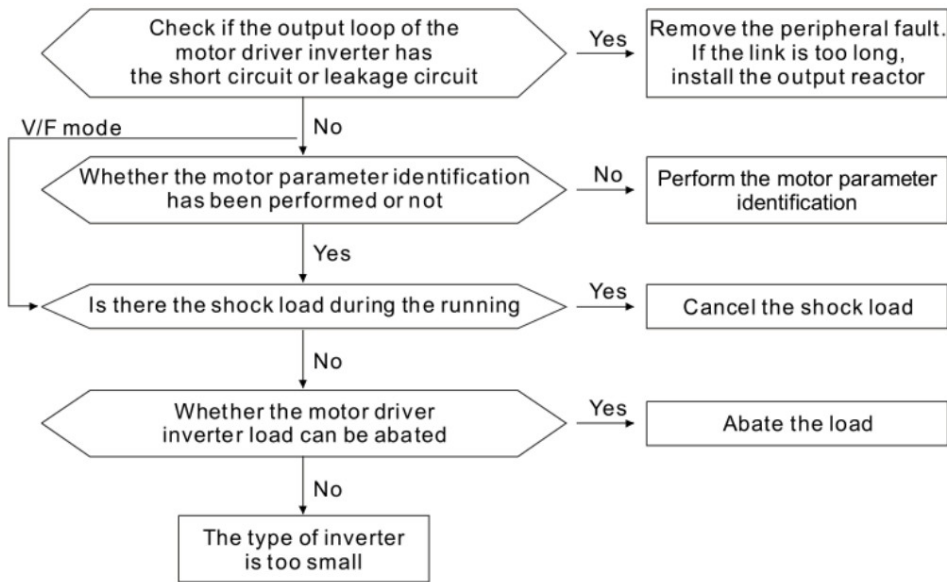 Check if the output loop of the
motor driver inverter has
the short circuit or leakage circuit
Yes
Remove the peripheral fault.
If the link is too long,
install the output reactor
V/F mode
No
Whether the motor parameter identification
has been performed or not
No
Perform the motor parameter
identification
Yes
Is there the shock load during the running
Yes
Cancel the shock load
No
Whether the motor driver
inverter load can be abated
Yes
Abate the load
No
The type of inverter
is too small